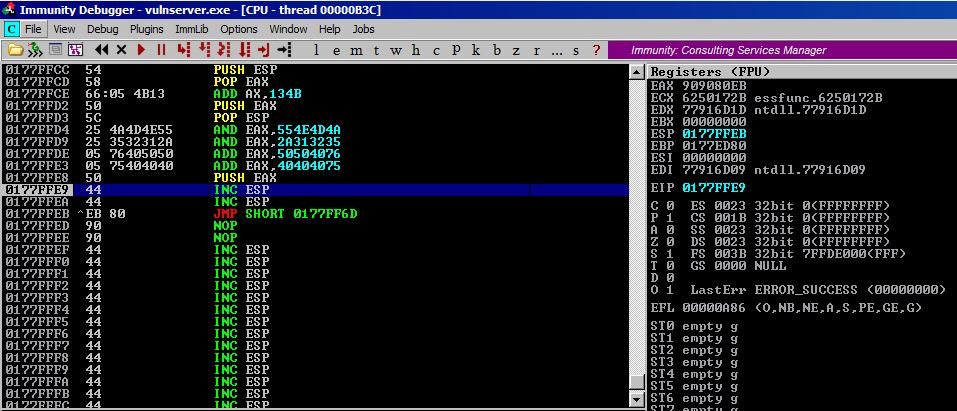 Immunity Debugger - vulnserver.exe - [CPU - thread 00000B3C]
C File View Debug Plugins ImmLib Options Window Help Jobs
l e m t w h c p k b z r ... s ? Immunity: Consulting Services Manager
0177FFCC 54 PUSH ESP
0177FFCD 58 POP EAX
0177FFCE 66:05 4B13 ADD AX,134B
0177FFD2 50 PUSH EAX
0177FFD3 5C POP ESP
0177FFD4 25 4A4D4E55 AND EAX,554E4D4A
0177FFD9 25 3532312A AND EAX,2A313235
0177FFDE 05 76405050 ADD EAX,50504076
0177FFE3 05 75404040 ADD EAX,40404075
0177FFE8 50 PUSH EAX
0177FFE9 44 INC ESP
0177FFEA 44 INC ESP
0177FFEB ^EB 80 JMP SHORT 0177FF6D
0177FFED 90 NOP
0177FFEE 90 NOP
0177FFEF 44 INC ESP
0177FFF0 44 INC ESP
0177FFF1 44 INC ESP
0177FFF2 44 INC ESP
0177FFF3 44 INC ESP
0177FFF4 44 INC ESP
0177FFF5 44 INC ESP
0177FFF6 44 INC ESP
0177FFF7 44 INC ESP
0177FFF8 44 INC ESP
0177FFF9 44 INC ESP
0177FFFA 44 INC ESP
0177FFFB 44 INC ESP
0177FFFC 44 INC ESP
Registers (FPU)
EAX 909080EB
ECX 6250172B essfunc.6250172B
EDX 77916D1D ntdll.77916D1D
EBX 00000000
ESP 0177FFEB
EBP 0177ED80
ESI 00000000
EDI 77916D09 ntdll.77916D09
EIP 0177FFE9
C 0 ES 0023 32bit 0(FFFFFFFF)
P 1 CS 001B 32bit 0(FFFFFFFF)
A 0 SS 0023 32bit 0(FFFFFFFF)
Z 0 DS 0023 32bit 0(FFFFFFFF)
S 1 FS 003B 32bit 7FFDE000(FFF)
T 0 GS 0000 NULL
D 0
O 1 LastErr ERROR_SUCCESS (00000000)
EFL 00000A86 (O,NB,NE,A,S,PE,GE,G)
ST0 empty g
ST1 empty g
ST2 empty g
ST3 empty g
ST4 empty g
ST5 empty g
ST6 empty g
ST7 empty g